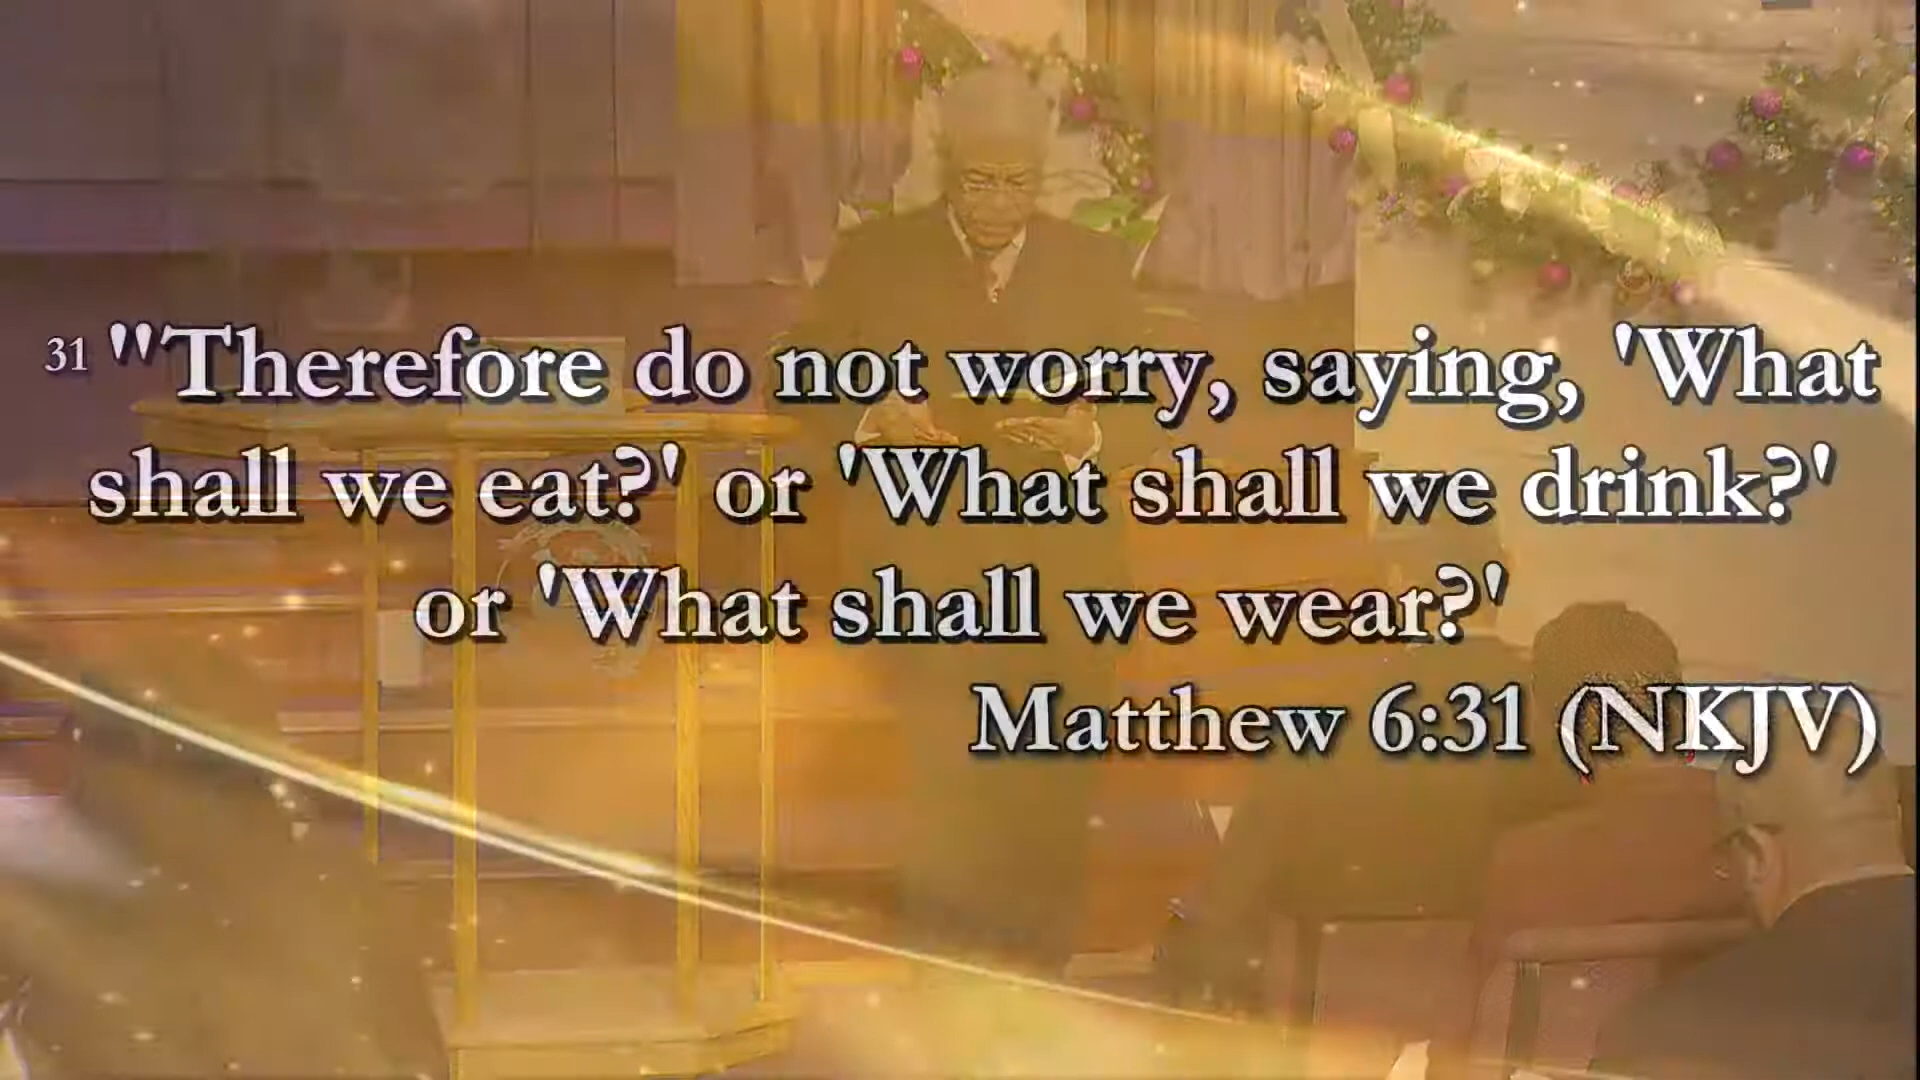 31 "Therefore do not worry, saying, 'What
shall we eat?' or 'What shall we drink?'
or 'What shall we wear?'
Matthew 6:31 (NKJV)